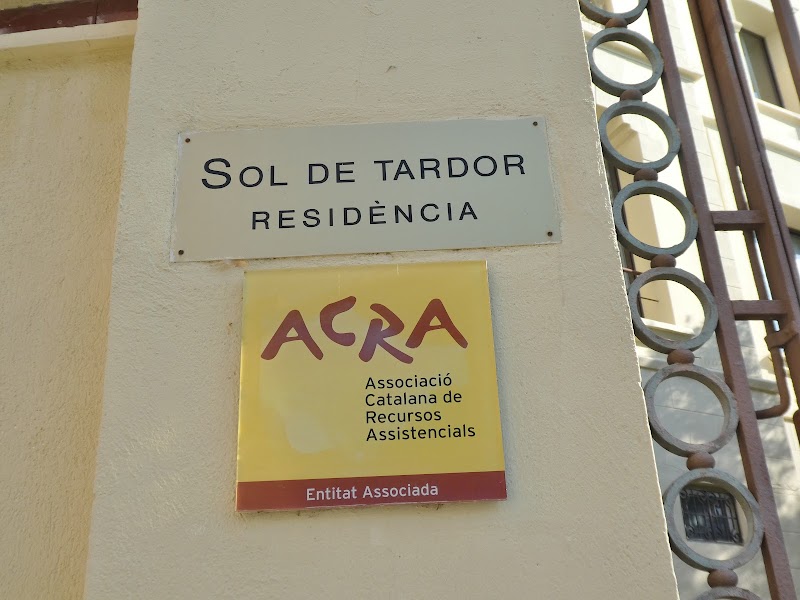 SOL DE TARDOR
RESIDÈNCIA
ACRA
Associació
Catalana de
Recursos
Assistencials
Entitat Associada